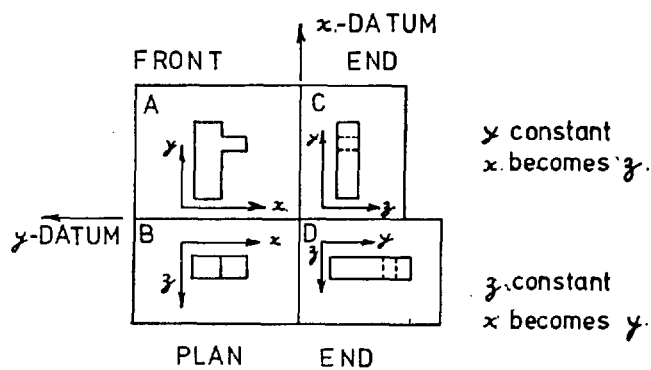 x-DATUM
FRONT END
A C
y y
x z
y constant
x becomes z.
y-DATUM
B D
x y
z z
z constant
x becomes y.
PLAN END